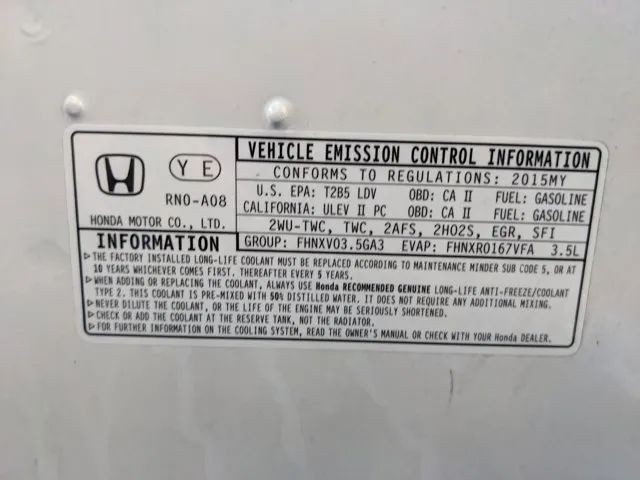 Y E
RN0-A08
HONDA MOTOR CO., LTD.
VEHICLE EMISSION CONTROL INFORMATION
CONFORMS TO REGULATIONS: 2015MY
U.S. EPA: T2B5 LDV OBD: CA II FUEL: GASOLINE
CALIFORNIA: ULEV II PC OBD: CA II FUEL: GASOLINE
2WU-TWC, TWC, 2AFS, 2HO2S, EGR, SFI
GROUP: FHNXV03.5GA3 EVAP: FHNXR0167VFA 3.5L
INFORMATION
▷THE FACTORY INSTALLED LONG-LIFE COOLANT MUST BE REPLACED ACCORDING TO MAINTENANCE MINDER SUB CODE 5, OR AT
10 YEARS WHICHEVER COMES FIRST. THEREAFTER EVERY 5 YEARS.
▷WHEN ADDING OR REPLACING THE COOLANT, ALWAYS USE Honda RECOMMENDED GENUINE LONG-LIFE ANTI-FREEZE/COOLANT
TYPE 2. THIS COOLANT IS PRE-MIXED WITH 50% DISTILLED WATER. IT DOES NOT REQUIRE ANY ADDITIONAL MIXING.
▷NEVER DILUTE THE COOLANT, OR THE LIFE OF THE ENGINE MAY BE SERIOUSLY SHORTENED.
▷CHECK OR ADD THE COOLANT AT THE RESERVE TANK, NOT THE RADIATOR.
▷FOR FURTHER INFORMATION ON THE COOLING SYSTEM, READ THE OWNER'S MANUAL OR CHECK WITH YOUR Honda DEALER.